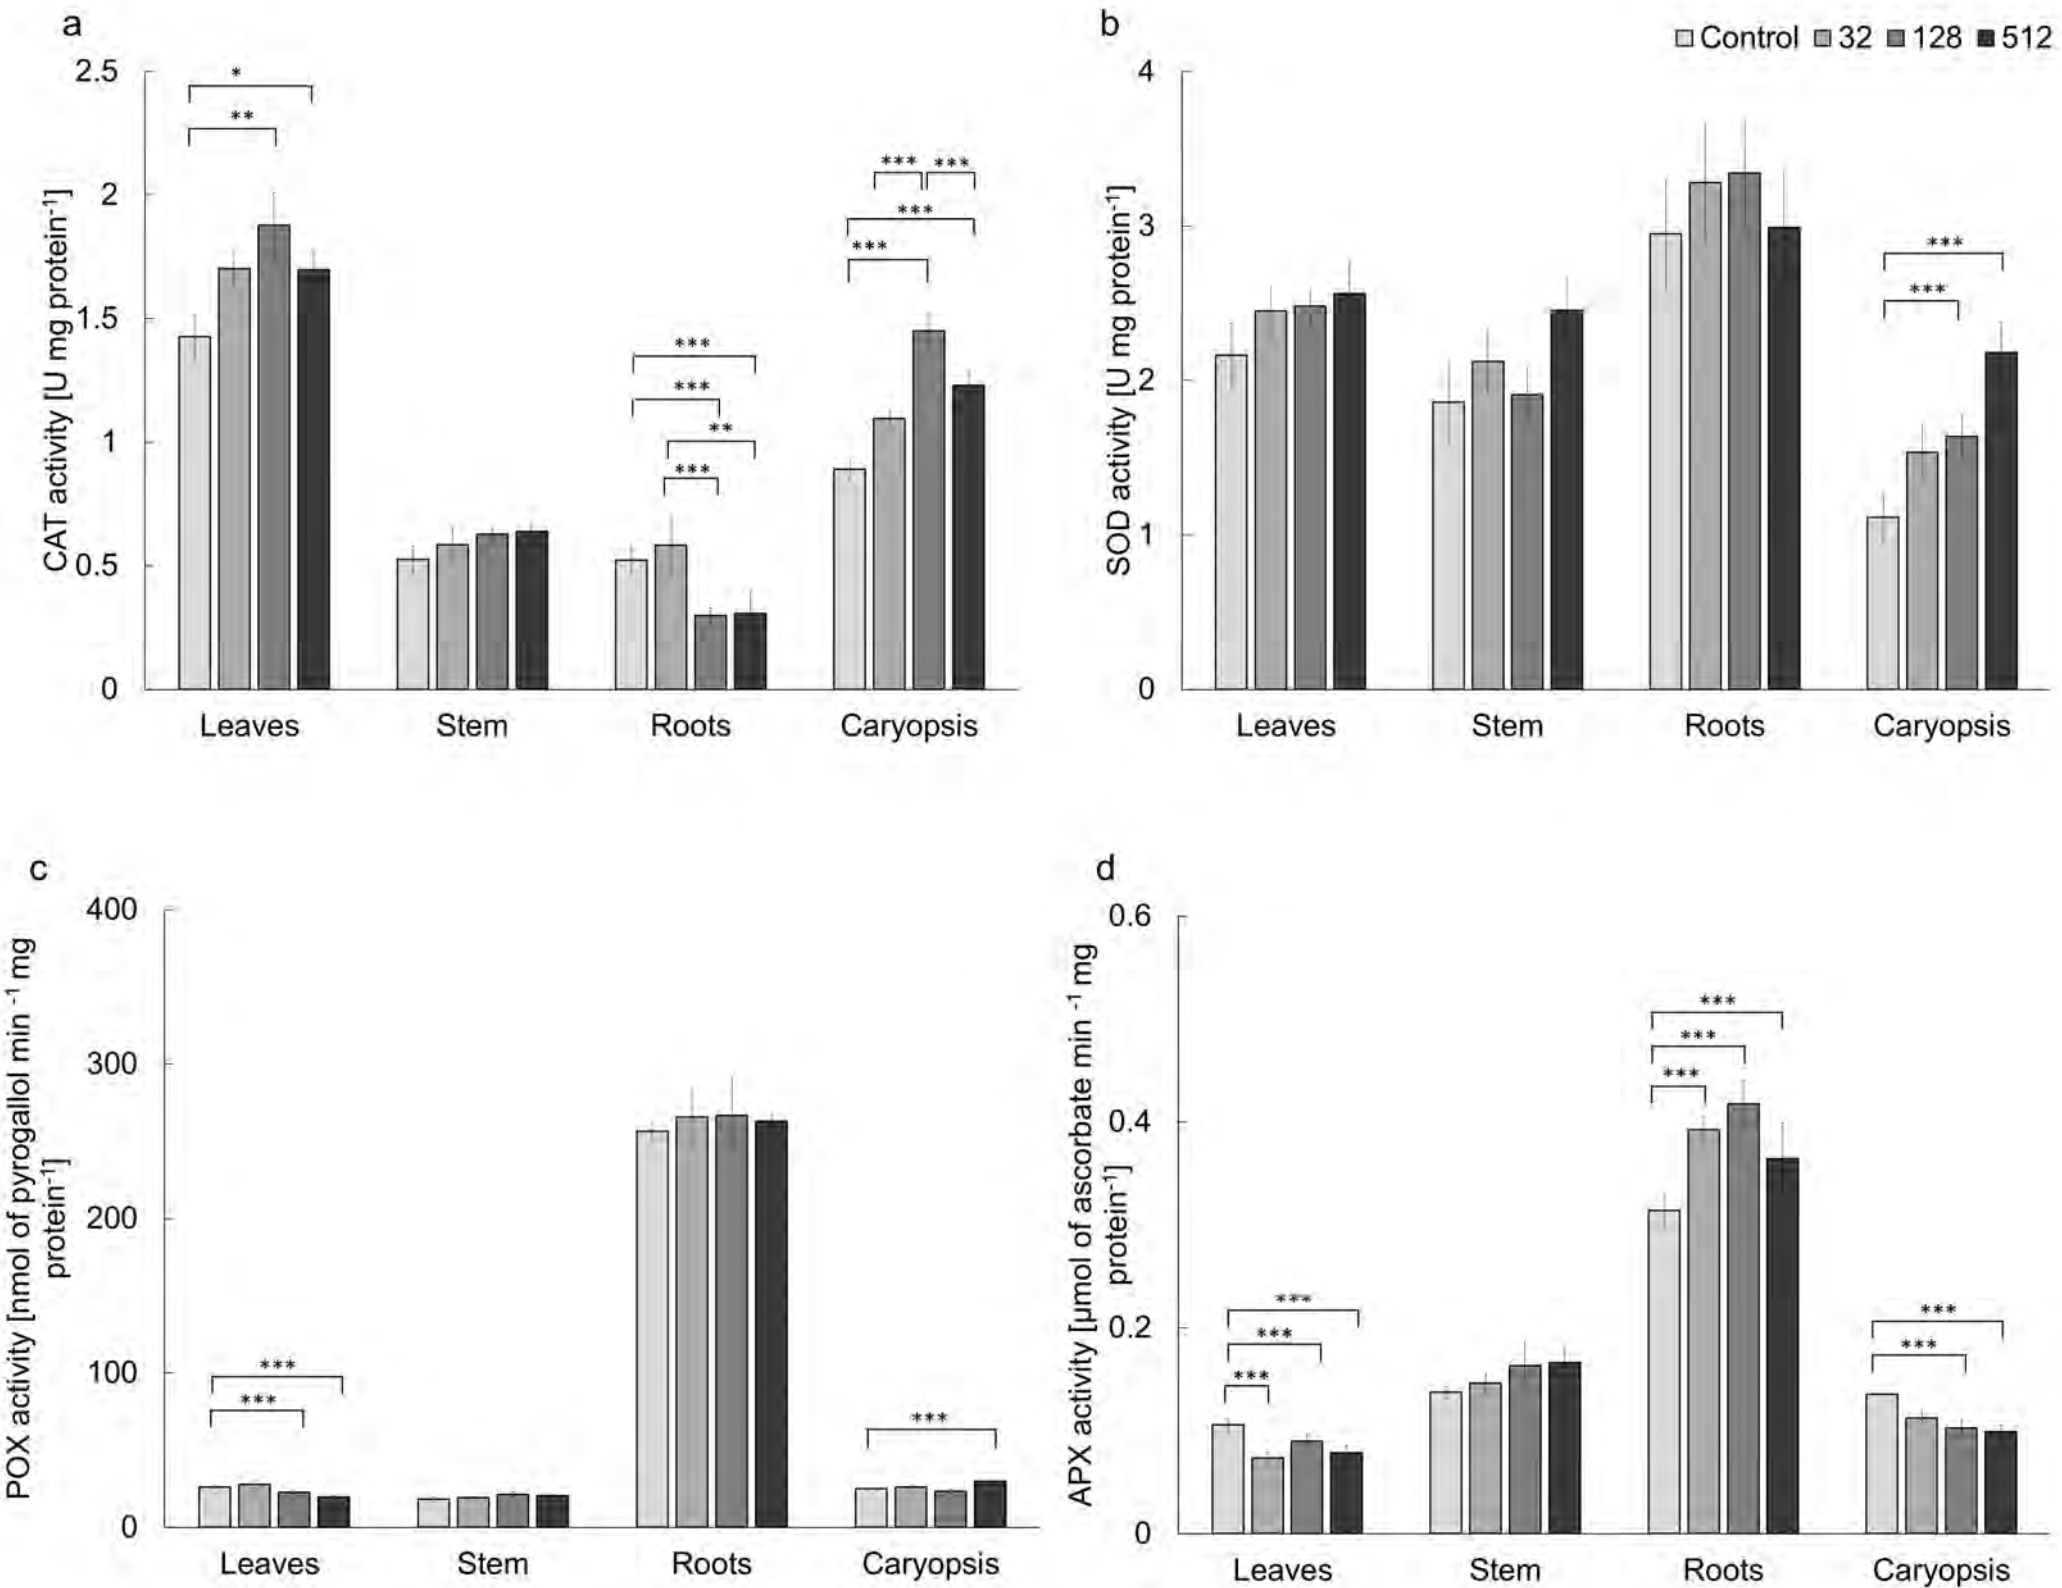 a
b
Control 32 128 512
CAT activity [U mg protein-1]
2.5
2
1.5
1
0.5
0
*
**
***
***
**
***
*** ***
***
***
Leaves Stem Roots Caryopsis
SOD activity [U mg protein-1]
4
3
2
1
0
***
***
Leaves Stem Roots Caryopsis
c
POX activity [nmol of pyrogallol min -1 mg
protein-1]
400
300
200
100
0
***
***
***
Leaves Stem Roots Caryopsis
d
APX activity [µmol of ascorbate min -1 mg
protein-1]
0.6
0.4
0.2
0
***
***
***
***
***
***
***
***
Leaves Stem Roots Caryopsis